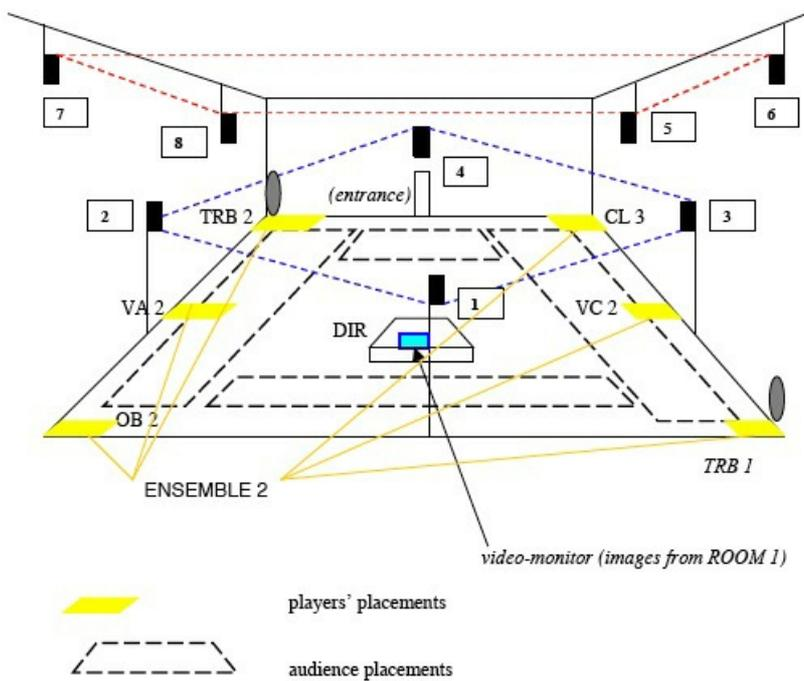 7
6
8
5
4
(entrance)
2
TRB 2
CL 3
3
VA 2
1
VC 2
DIR
OB 2
TRB 1
ENSEMBLE 2
video-monitor (images from ROOM 1)
players' placements
audience placements